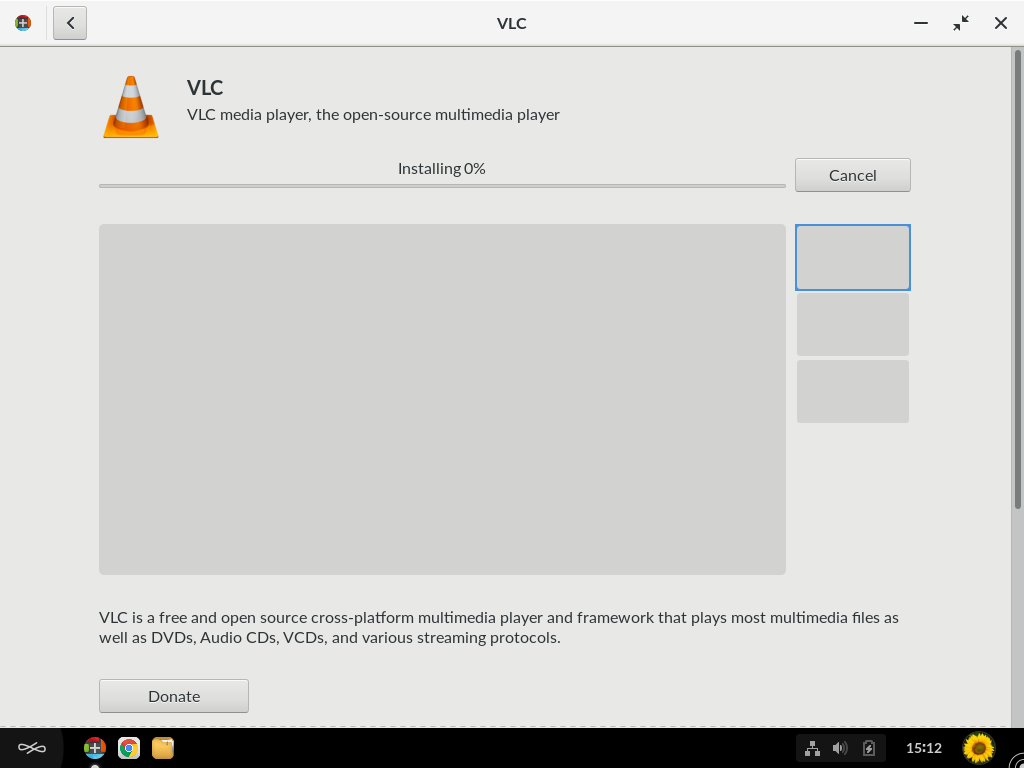 VLC
VLC
VLC media player, the open-source multimedia player
Installing 0%
Cancel
VLC is a free and open source cross-platform multimedia player and framework that plays most multimedia files as
well as DVDs, Audio CDs, VCDs, and various streaming protocols.
Donate
15:12